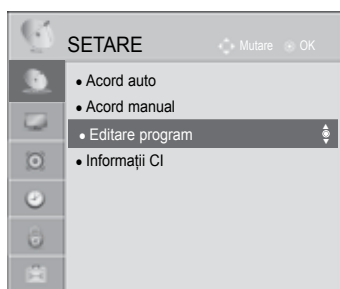 SETARE
Mutare OK
• Acord auto
• Acord manual
• Editare program
• Informații CI